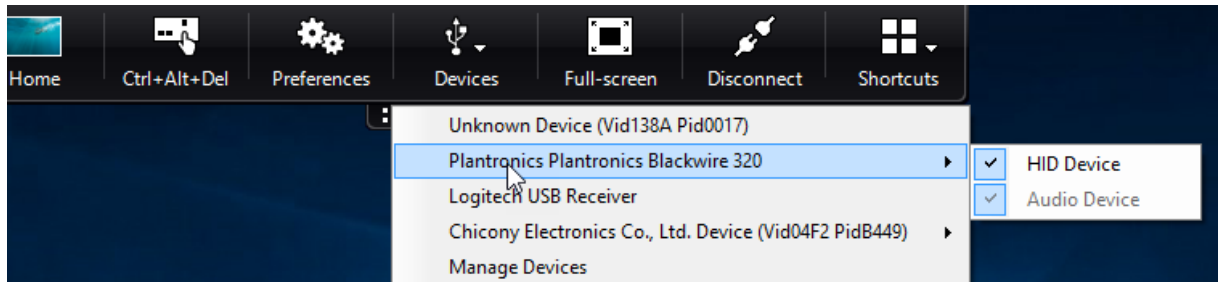 Home Ctrl+Alt+Del Preferences Devices Full-screen Disconnect Shortcuts
Unknown Device (Vid138A Pid0017)
Plantronics Plantronics Blackwire 320
HID Device
Logitech USB Receiver
Audio Device
Chicony Electronics Co., Ltd. Device (Vid04F2 PidB449)
Manage Devices